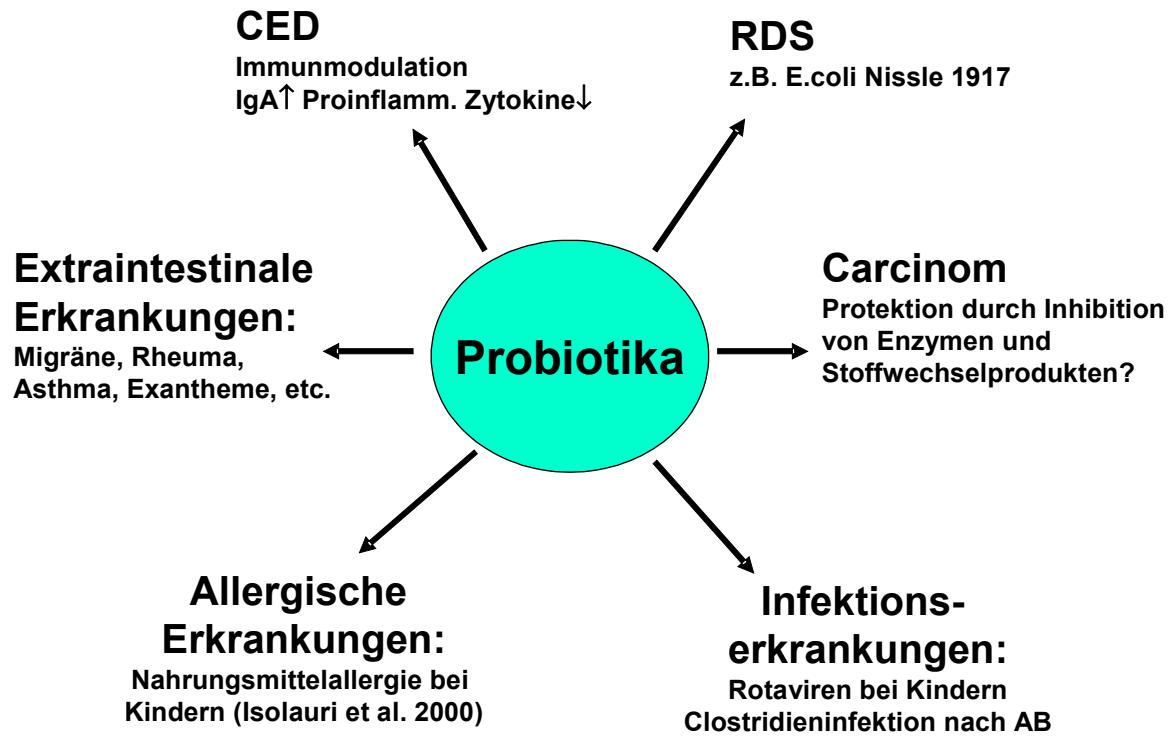 CED
Immunmodulation
IgA↑ Proinflamm. Zytokine↓
RDS
z.B. E.coli Nissle 1917
Extraintestinale
Erkrankungen:
Migräne, Rheuma,
Asthma, Exantheme, etc.
Probiotika
Carcinom
Protektion durch Inhibition
von Enzymen und
Stoffwechselprodukten?
Allergische
Erkrankungen:
Nahrungsmittelallergie bei
Kindern (Isolauri et al. 2000)
Infektions-
erkrankungen:
Rotaviren bei Kindern
Clostridieninfektion nach AB